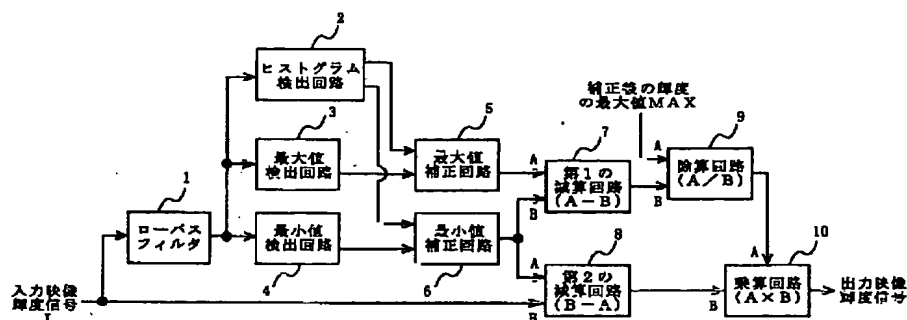 2
ヒストグラム
検出回路
補正後の輝度
の最大値MAX
3
5
7
9
最大値
検出回路
最大値
補正回路
A
第1の
減算回路
(A−B)
B
A
除算回路
(A/B)
B
1
ローパス
フィルタ
最小値
検出回路
4
最小値
補正回路
6
8
10
A
第2の
減算回路
(B−A)
B
A
乗算回路
(A×B)
B
入力映像
輝度信号
I
出力映像
輝度信号